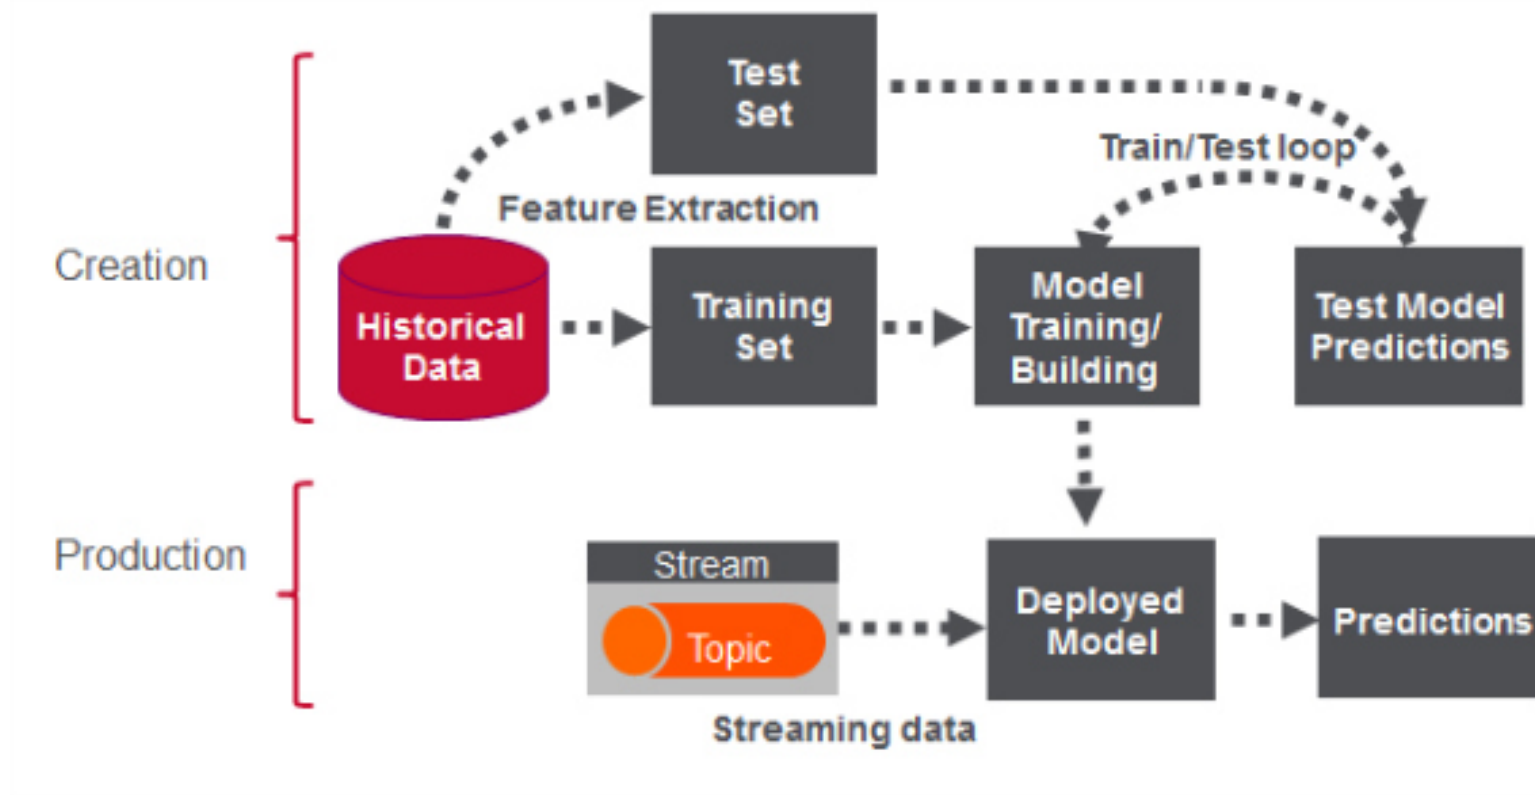 Test
Set
Train/Test loop
Feature Extraction
Creation
Historical
Data
Training
Set
Model
Training/
Building
Test Model
Predictions
Production
Stream
Topic
Deployed
Model
Predictions
Streaming data